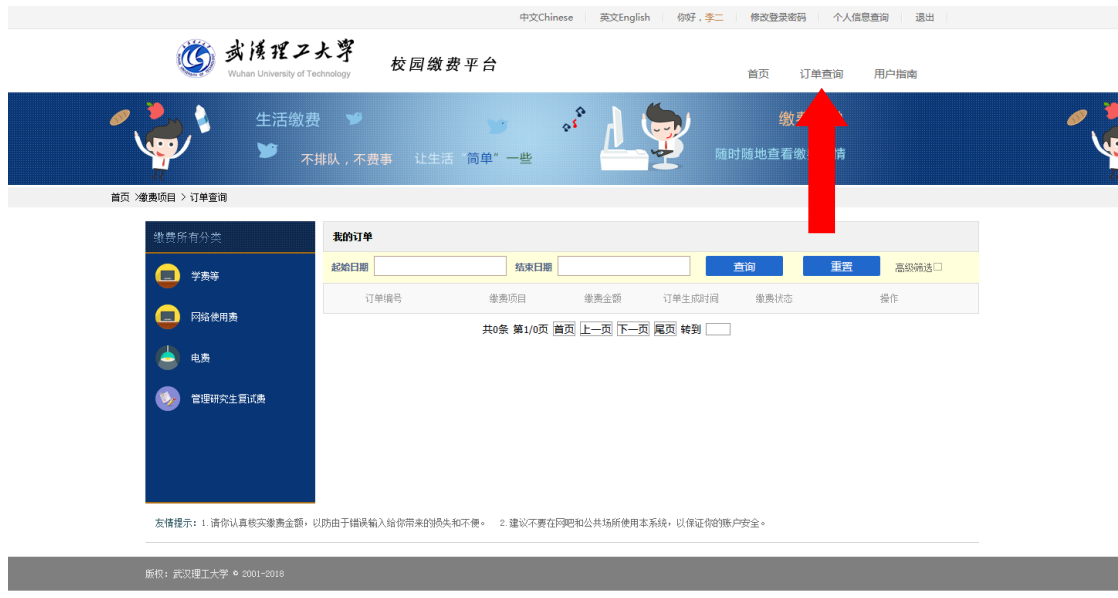 中文Chinese 英文English 你好，李二 修改登录密码 个人信息查询 退出
武汉理工大学
Wuhan University of Technology
校园缴费平台
首页 订单查询 用户指南
生活缴费
不排队，不费事 让生活“简单”一些
缴费
随时随地查看缴费 情
首页 >缴费项目 > 订单查询
缴费所有分类
学费等
网络使用费
电费
管理研究生复试费
我的订单
起始日期 结束日期 查询 重置 高级筛选
订单编号 缴费项目 缴费金额 订单生成时间 缴费状态 操作
共0条 第1/0页 首页 上一页 下一页 尾页 转到
友情提示：1.请你认真核实缴费金额，以防由于错误输入给你带来的损失和不便。 2.建议不要在网吧和公共场所使用本系统，以保证你的账户安全。
版权：武汉理工大学 © 2001-2018